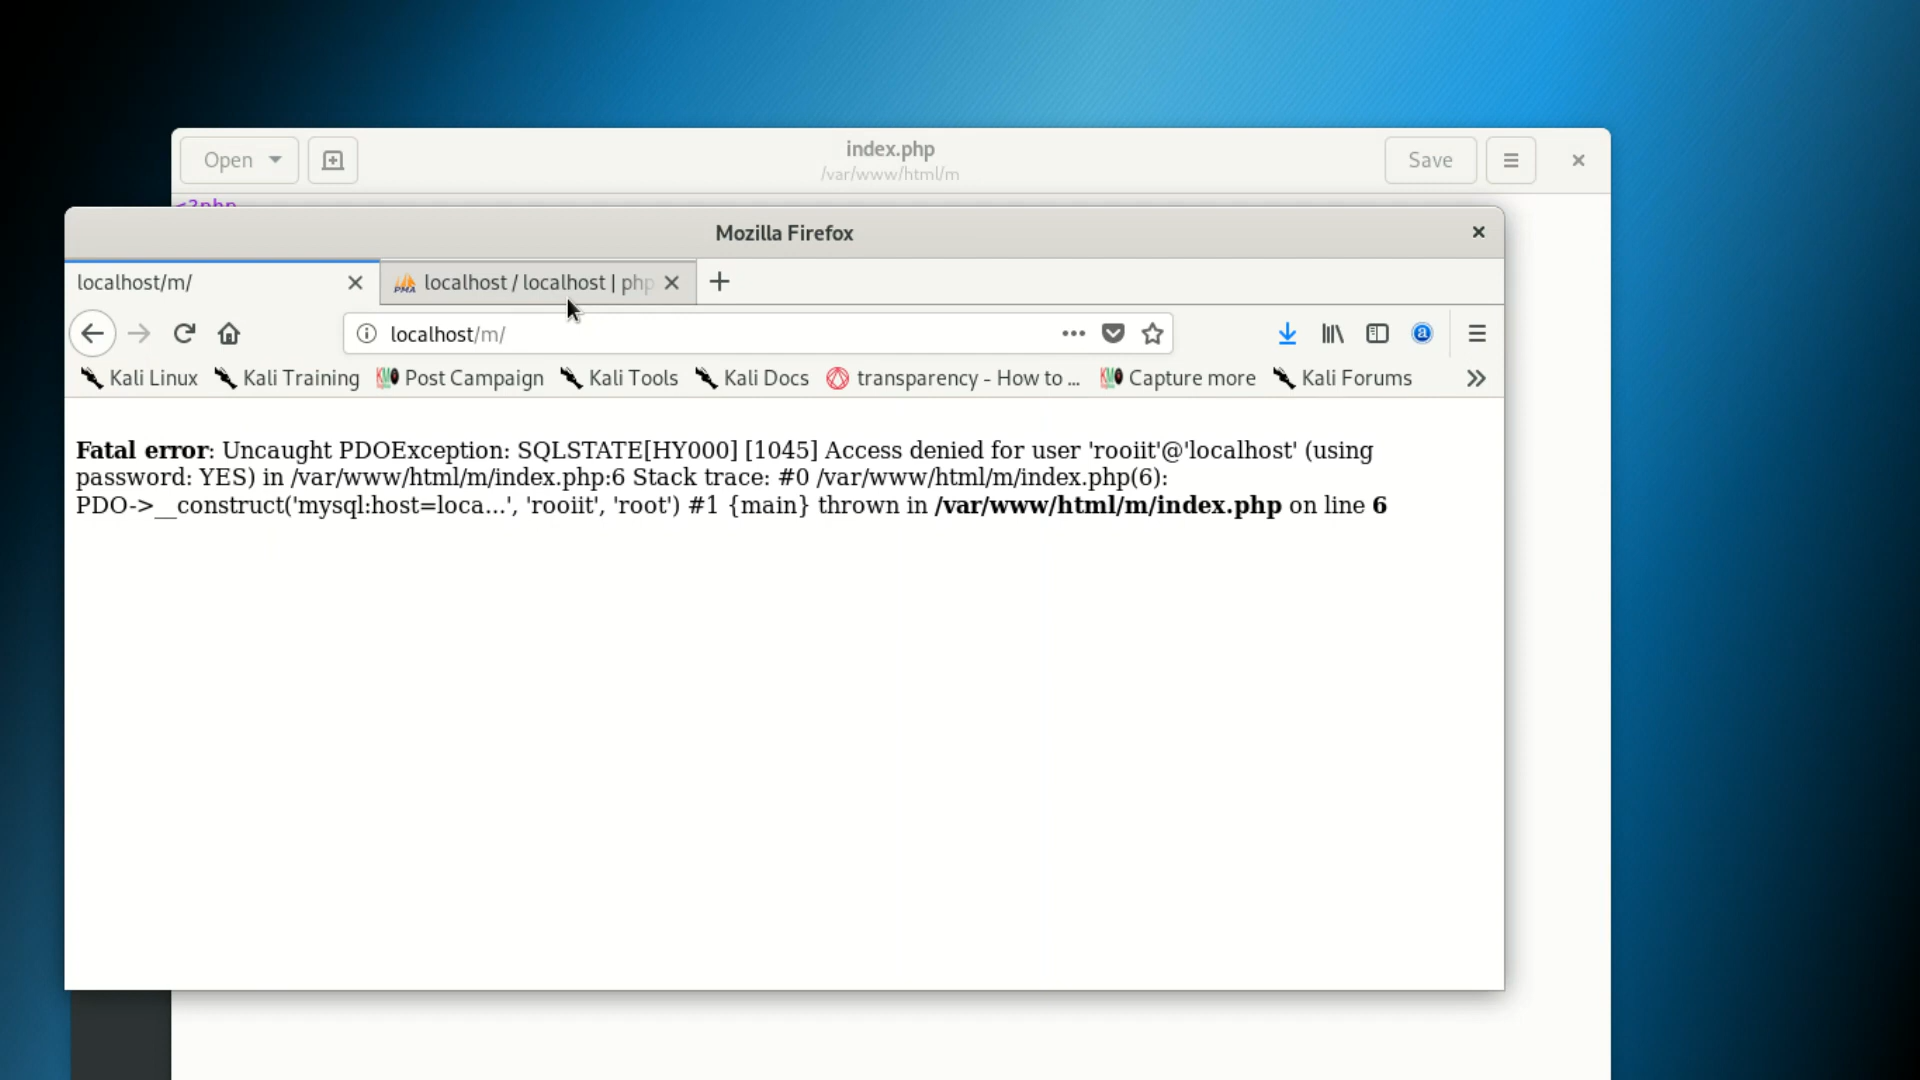 Open
index.php
/var/www/html/m
Save
<?php
Mozilla Firefox
localhost/m/
PMA
localhost / localhost | php
localhost/m/
a
Kali Linux Kali Training Post Campaign Kali Tools Kali Docs transparency - How to ... Capture more Kali Forums
Fatal error: Uncaught PDOException: SQLSTATE[HY000] [1045] Access denied for user 'rooiit'@'localhost' (using
password: YES) in /var/www/html/m/index.php:6 Stack trace: #0 /var/www/html/m/index.php(6):
PDO->__construct('mysql:host=loca...', 'rooiit', 'root') #1 {main} thrown in /var/www/html/m/index.php on line 6